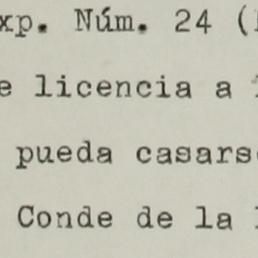 xp. Núm. 24 (
e licencia a
pueda casars
Conde de la